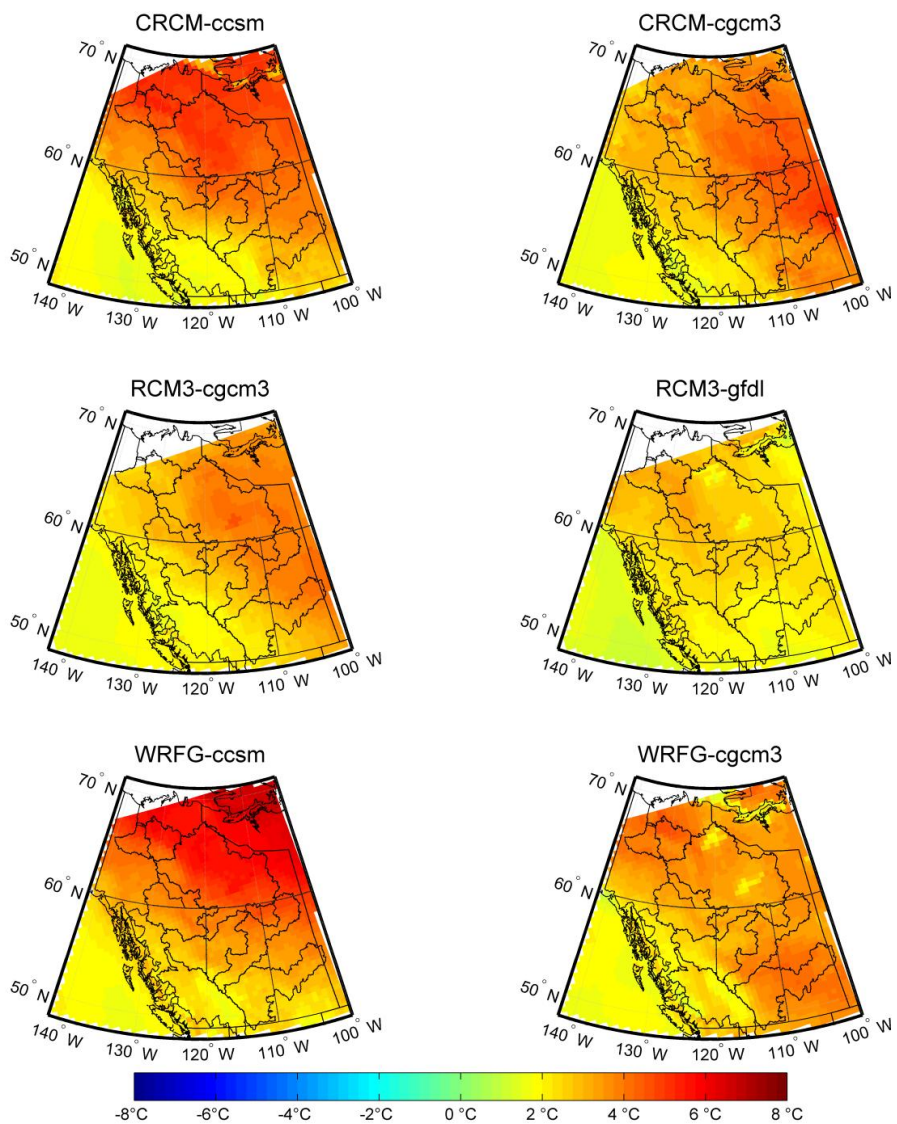 CRCM-ccsm
70° N
60° N
50° N
140° W
130° W
120° W
110° W
100° W
CRCM-cgcm3
70° N
60° N
50° N
140° W
130° W
120° W
110° W
100° W
RCM3-cgcm3
70° N
60° N
50° N
140° W
130° W
120° W
110° W
100° W
RCM3-gfdl
70° N
60° N
50° N
140° W
130° W
120° W
110° W
100° W
WRFG-ccsm
70° N
60° N
50° N
140° W
130° W
120° W
110° W
100° W
WRFG-cgcm3
70° N
60° N
50° N
140° W
130° W
120° W
110° W
100° W
-8°C -6°C -4°C -2°C 0 °C 2 °C 4 °C 6 °C 8 °C